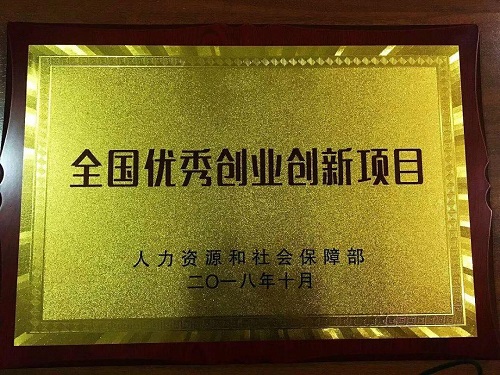 全国优秀创业创新项目
人力资源和社会保障部
二〇一八年十月